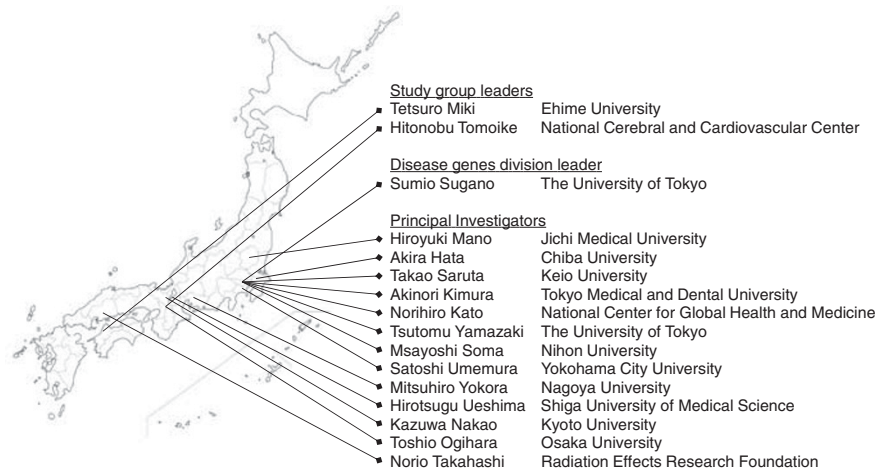 Study group leaders
Tetsuro Miki Ehime University
Hitonobu Tomoike National Cerebral and Cardiovascular Center
Disease genes division leader
Sumio Sugano The University of Tokyo
Principal Investigators
Hiroyuki Mano Jichi Medical University
Akira Hata Chiba University
Takao Saruta Keio University
Akinori Kimura Tokyo Medical and Dental University
Norihiro Kato National Center for Global Health and Medicine
Tsutomu Yamazaki The University of Tokyo
Msayoshi Soma Nihon University
Satoshi Umemura Yokohama City University
Mitsuhiro Yokora Nagoya University
Hirotsugu Ueshima Shiga University of Medical Science
Kazuwa Nakao Kyoto University
Toshio Ogihara Osaka University
Norio Takahashi Radiation Effects Research Foundation